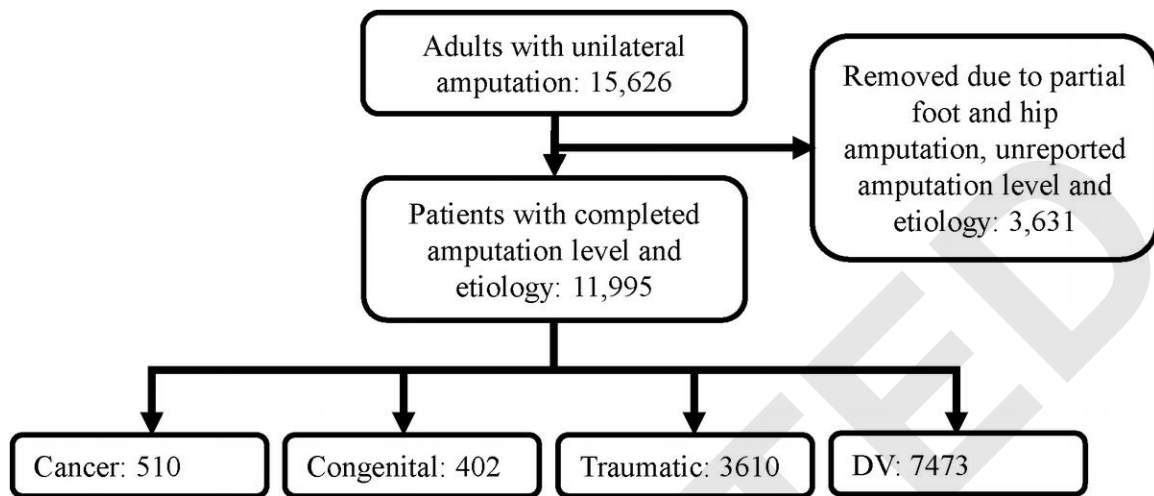 Adults with unilateral
amputation: 15,626
Removed due to partial
foot and hip
amputation, unreported
amputation level and
etiology: 3,631
Patients with completed
amputation level and
etiology: 11,995
Cancer: 510
Congenital: 402
Traumatic: 3610
DV: 7473
TED